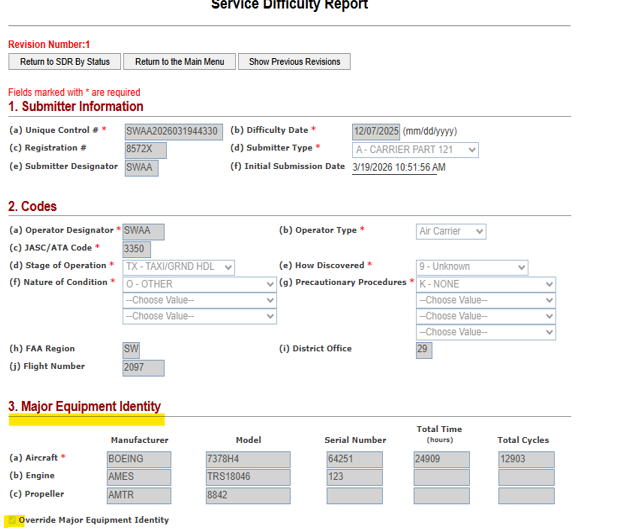 Service Difficulty Report
Revision Number:1
Return to SDR By Status Return to the Main Menu Show Previous Revisions
Fields marked with * are required
1. Submitter Information
(a) Unique Control # * SWAA2026031944330 (b) Difficulty Date * 12/07/2025 (mm/dd/yyyy)
(c) Registration # 8572X (d) Submitter Type * A - CARRIER PART 121
(e) Submitter Designator SWAA (f) Initial Submission Date 3/19/2026 10:51:56 AM
2. Codes
(a) Operator Designator * SWAA (b) Operator Type * Air Carrier
(c) JASC/ATA Code * 3350
(d) Stage of Operation * TX - TAXI/GRND HDL (e) How Discovered * 9 - Unknown
(f) Nature of Condition * O - OTHER (g) Precautionary Procedures * K - NONE
--Choose Value-- --Choose Value--
--Choose Value-- --Choose Value--
--Choose Value--
(h) FAA Region SW (i) District Office 29
(j) Flight Number 2097
3. Major Equipment Identity
Manufacturer Model Serial Number Total Time (hours) Total Cycles
(a) Aircraft * BOEING 7378H4 64251 24909 12903
(b) Engine AMES TRS18046 123
(c) Propeller AMTR 8842
Override Major Equipment Identity